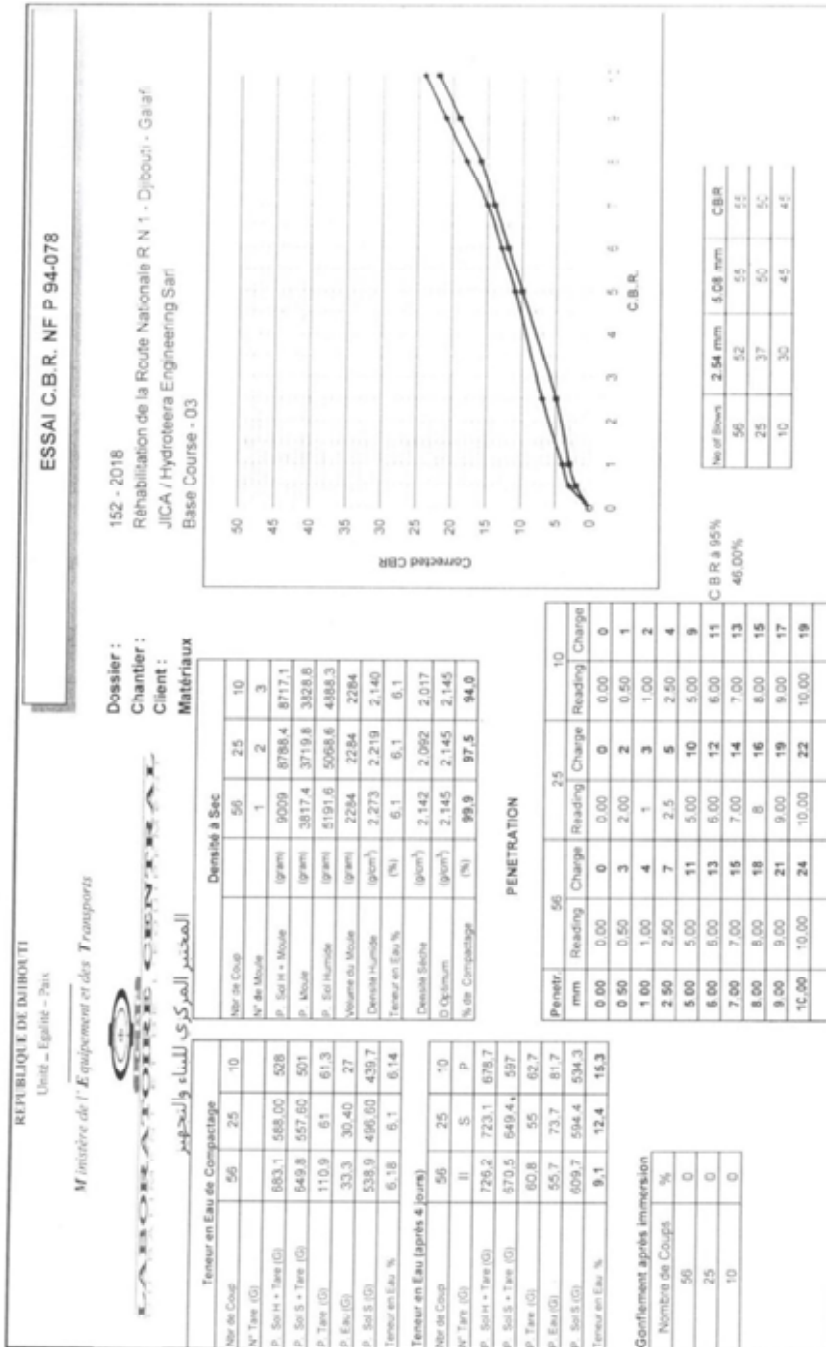 REPUBLIQUE DE DJIBOUTI
Unité – Egalité – Paix
Ministère de l'Equipement et des Transports
LABORATOIRE CENTRAL
المختبر المركزي للبناء والتجهيز
ESSAI C.B.R. NF P 94-078
Dossier : 152 - 2018
Chantier : Réhabilitation de la Route Nationale R N 1 - Djibouti - Galafi
Client : JICA / Hydroteera Engineering Sarl
Matériaux Base Course - 03
Teneur en Eau de Compactage
Nbr de Coup 56 25 10
N° Tare (G)
P. Sol H + Tare (G) 683,1 588,00 528
P. Sol S + Tare (G) 649,8 557,60 501
P. Tare (G) 110,9 61 61,3
P. Eau (G) 33,3 30,40 27
P. Sol S (G) 538,9 496,60 439,7
Teneur en Eau % 6,18 6,1 6,14
Teneur en Eau (après 4 jours)
Nbr de Coup 56 25 10
N° Tare (G) II S P
P. Sol H + Tare (G) 726,2 723,1 678,7
P. Sol S + Tare (G) 670,5 649,4, 597
P. Tare (G) 60,8 55 62,7
P. Eau (G) 55,7 73,7 81,7
P. Sol S (G) 609,7 594,4 534,3
Teneur en Eau % 9,1 12,4 15,3
Gonflement après immersion
Nombre de Coups %
56 0
25 0
10 0
Densité à Sec
Nbr de Coup 56 25 10
N° de Moule 1 2 3
P. Sol H + Moule (gram) 9009 8788,4 8717,1
P. Moule (gram) 3817,4 3719,8 3828,8
P. Sol Humide (gram) 5191,6 5068,6 4888,3
Volume du Moule (gram) 2284 2284 2284
Densité Humide (g/cm³) 2,273 2,219 2,140
Teneur en Eau % (%) 6,1 6,1 6,1
Densité Sèche (g/cm³) 2,142 2,092 2,017
D.Optimum (g/cm³) 2,145 2,145 2,145
% de Compactage (%) 99,9 97,5 94,0
PENETRATION
Penetr. 56 25 10
mm Reading Charge Reading Charge Reading Charge
0.00 0.00 0 0.00 0 0.00 0
0.50 0.50 3 2.00 2 0.50 1
1.00 1.00 4 1 3 1.00 2
2.50 2.50 7 2.5 5 2.50 4
5.00 5.00 11 5.00 10 5.00 9
6.00 6.00 13 6.00 12 6.00 11
7.00 7.00 15 7.00 14 7.00 13
8.00 8.00 18 8 16 8.00 15
9.00 9.00 21 9.00 19 9.00 17
10,00 10,00 24 10,00 22 10,00 19
Corrected CBR
50
45
40
35
30
25
20
15
10
5
0
0 1 2 3 4 5 6 7 8 9 10
C.B.R.
C B R à 95%
46.00%
No of Blows 2.54 mm 5.08 mm CBR
56 52 55 55
25 37 50 50
10 30 45 45